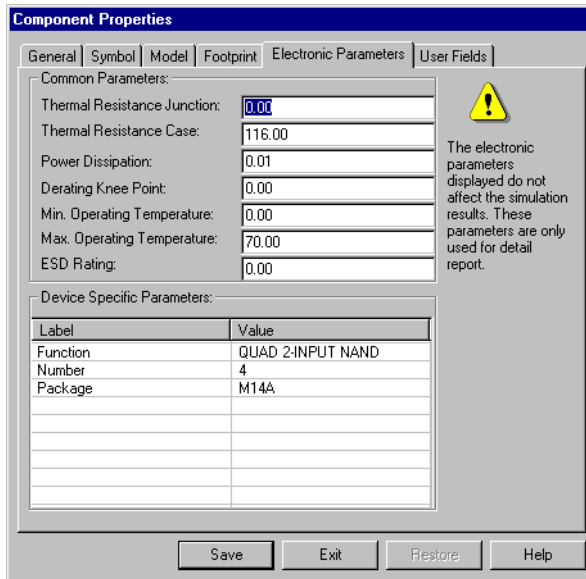 Component Properties
General Symbol Model Footprint Electronic Parameters User Fields
Common Parameters:
Thermal Resistance Junction: 0.00
Thermal Resistance Case: 116.00
Power Dissipation: 0.01
Derating Knee Point: 0.00
Min. Operating Temperature: 0.00
Max. Operating Temperature: 70.00
ESD Rating: 0.00
The electronic
parameters
displayed do not
affect the simulation
results. These
parameters are only
used for detail
report.
Device Specific Parameters:
Label Value
Function QUAD 2-INPUT NAND
Number 4
Package M14A
Save Exit Restore Help